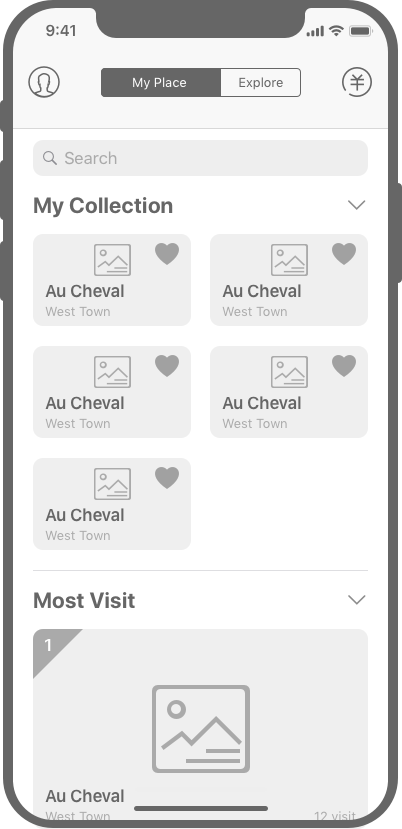 9:41
My Place Explore
Search
My Collection
Au Cheval
West Town
Au Cheval
West Town
Au Cheval
West Town
Au Cheval
West Town
Au Cheval
West Town
Most Visit
1
Au Cheval
West Town 12 visit